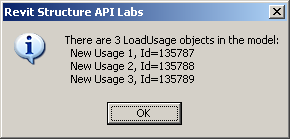 Revit Structure API Labs
There are 3 LoadUsage objects in the model:
New Usage 1, Id=135787
New Usage 2, Id=135788
New Usage 3, Id=135789
OK